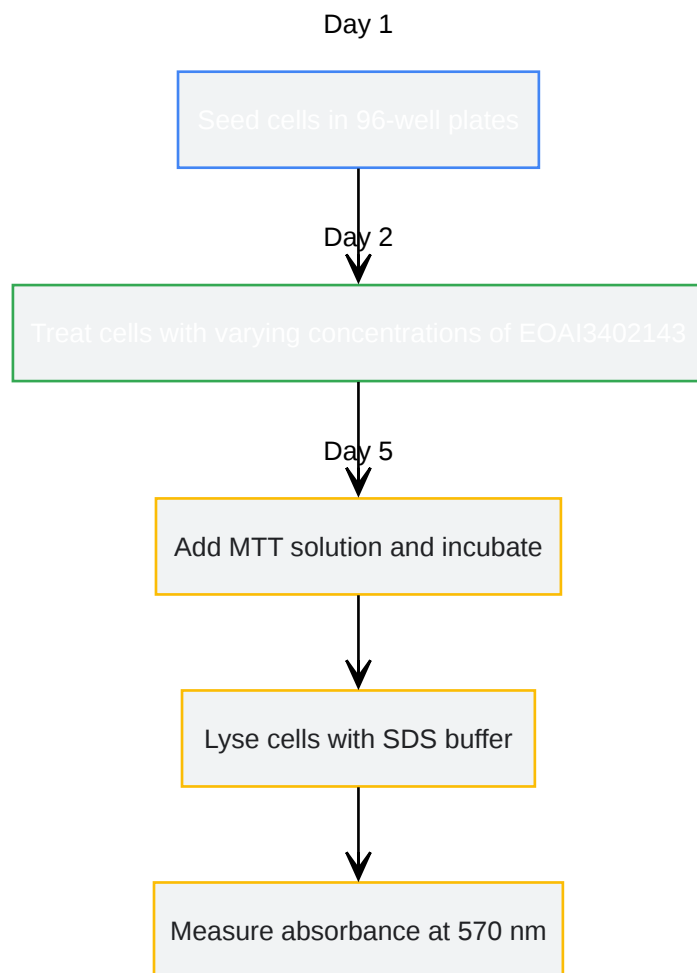 Day 1
Seed cells in 96-well plates
Day 2
Treat cells with varying concentrations of EOAI3402143
Day 5
Add MTT solution and incubate
Lyse cells with SDS buffer
Measure absorbance at 570 nm